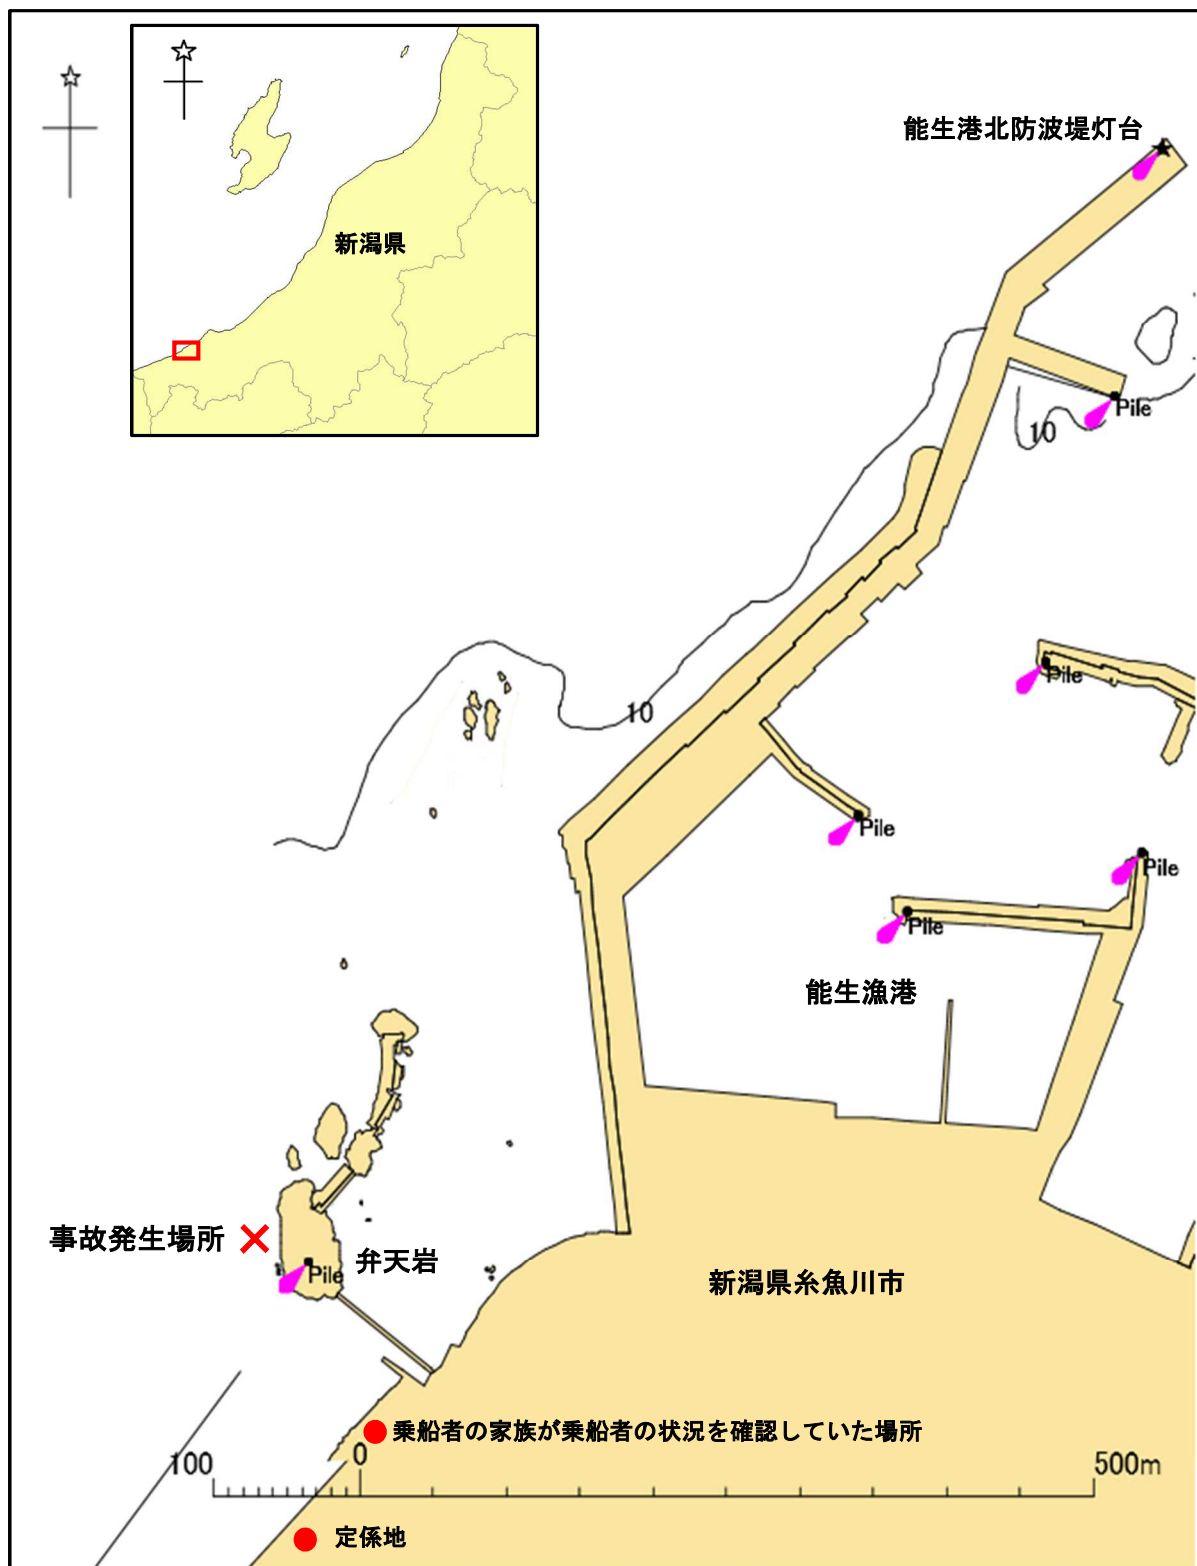 能生港北防波堤灯台
新潟県
Pile
10
Pile
10
Pile
Pile
Pile
能生漁港
事故発生場所
弁天岩
Pile
新潟県糸魚川市
乗船者の家族が乗船者の状況を確認していた場所
100 0 500m
定係地